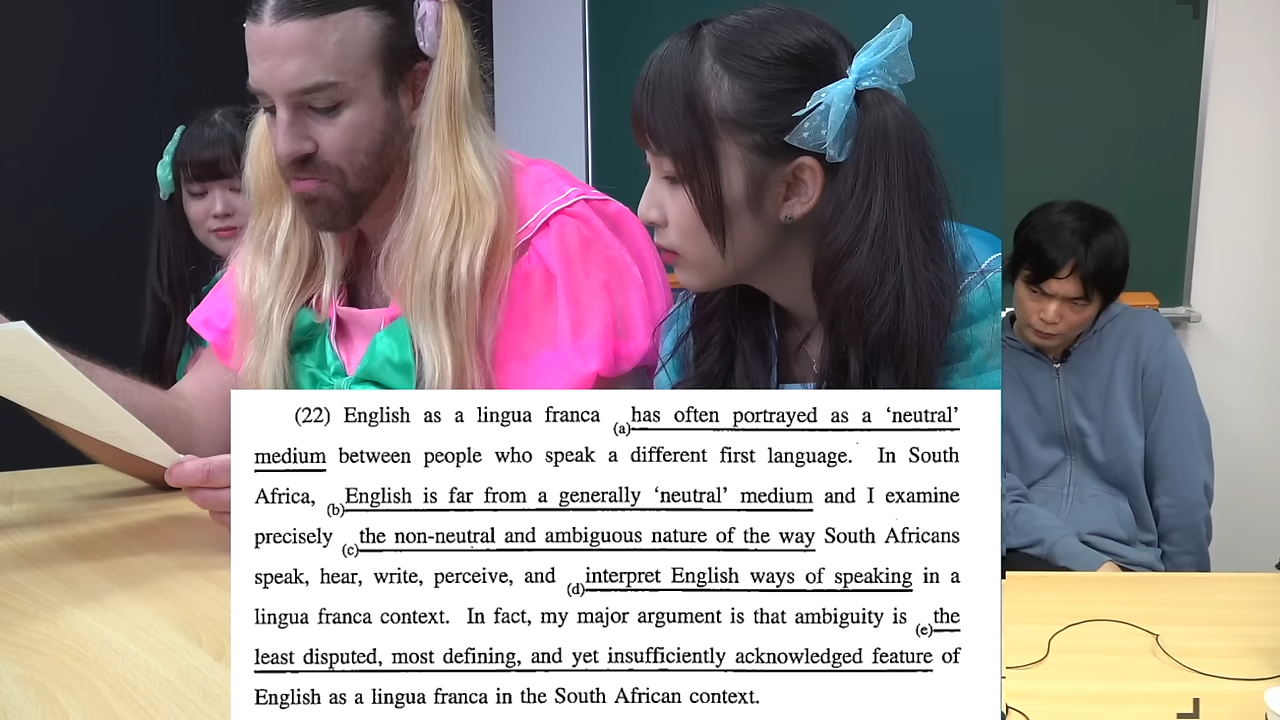 (22) English as a lingua franca (a)has often portrayed as a ‘neutral’
medium between people who speak a different first language. In South
Africa, (b)English is far from a generally ‘neutral’ medium and I examine
precisely (c)the non-neutral and ambiguous nature of the way South Africans
speak, hear, write, perceive, and (d)interpret English ways of speaking in a
lingua franca context. In fact, my major argument is that ambiguity is (e)the
least disputed, most defining, and yet insufficiently acknowledged feature of
English as a lingua franca in the South African context.